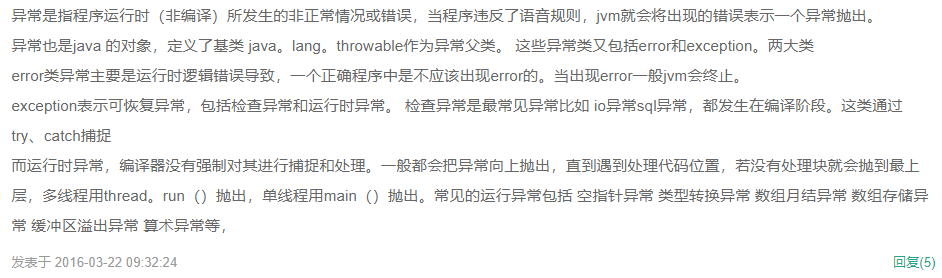 异常是指程序运行时（非编译）所发生的非正常情况或错误，当程序违反了语音规则，jvm就会将出现的错误表示一个异常抛出。
异常也是java 的对象，定义了基类 java。lang。throwable作为异常父类。 这些异常类又包括error和exception。两大类
error类异常主要是运行时逻辑错误导致，一个正确程序中是不应该出现error的。当出现error一般jvm会终止。
exception表示可恢复异常，包括检查异常和运行时异常。 检查异常是最常见异常比如 io异常sql异常，都发生在编译阶段。这类通过
try、catch捕捉
而运行时异常，编译器没有强制对其进行捕捉和处理。一般都会把异常向上抛出，直到遇到处理代码位置，若没有处理块就会抛到最上
层，多线程用thread。run（）抛出，单线程用main（）抛出。常见的运行异常包括 空指针异常 类型转换异常 数组月结异常 数组存储异
常 缓冲区溢出异常 算术异常等，
发表于 2016-03-22 09:32:24
回复(5)